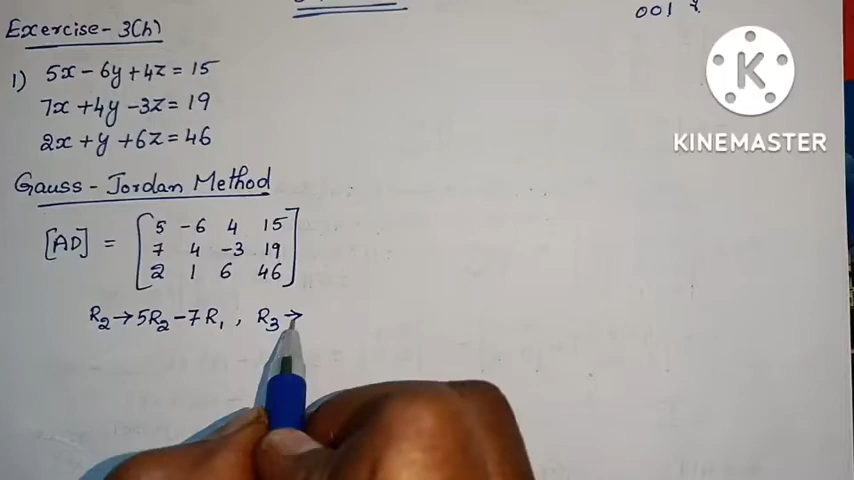 Exercise - 3(h)
001
1) 5x - 6y + 4z = 15
7x + 4y - 3z = 19
2x + y + 6z = 46
KINEMASTER
Gauss - Jordan Method
[AD] = [5 -6 4 15
7 4 -3 19
2 1 6 46]
R₂ → 5R₂ - 7R₁ , R₃ →